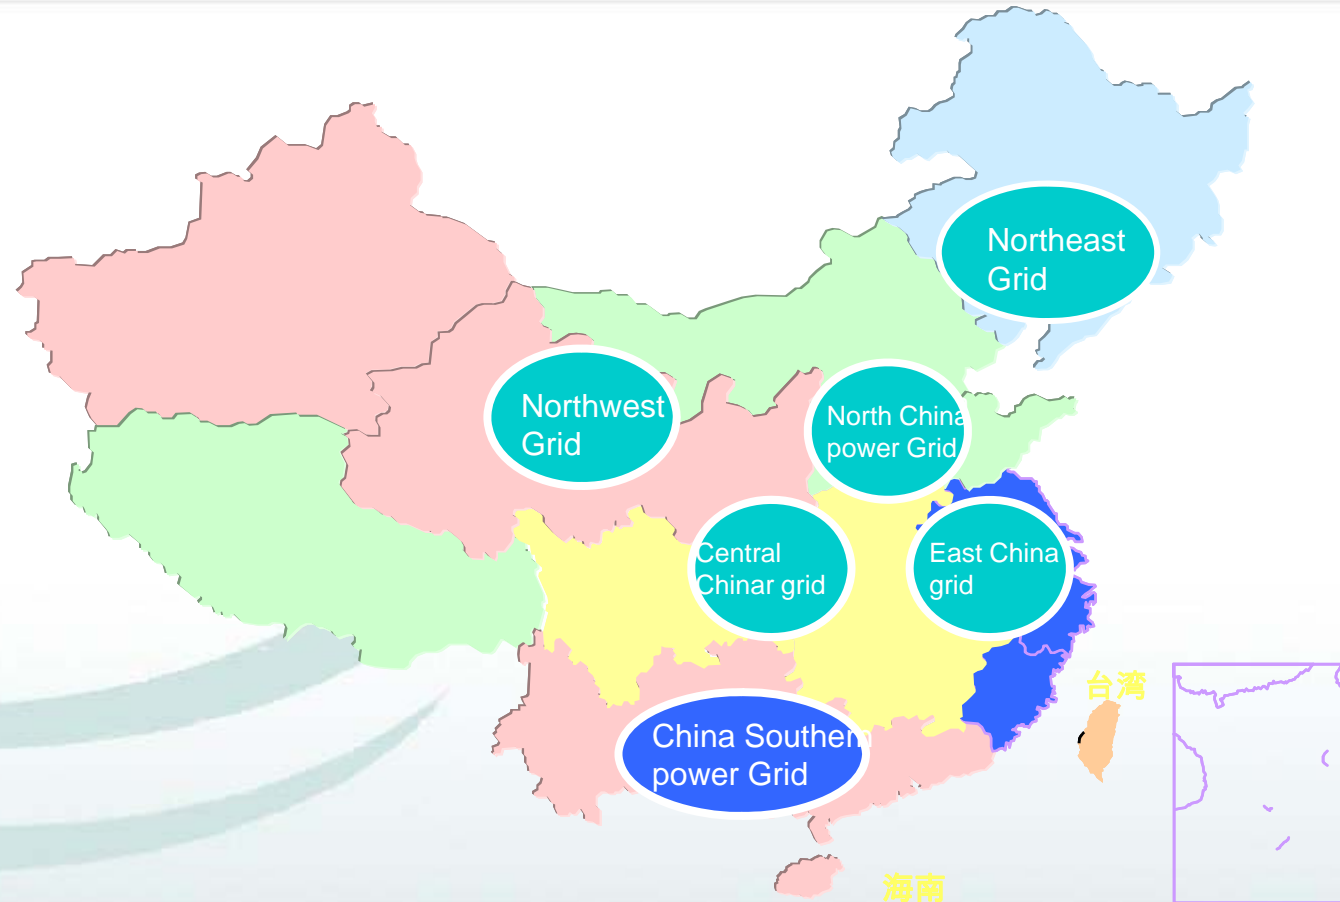 Northeast
Grid
Northwest
Grid
North China
power Grid
Central
Chinar grid
East China
grid
台湾
China Southern
power Grid
海南